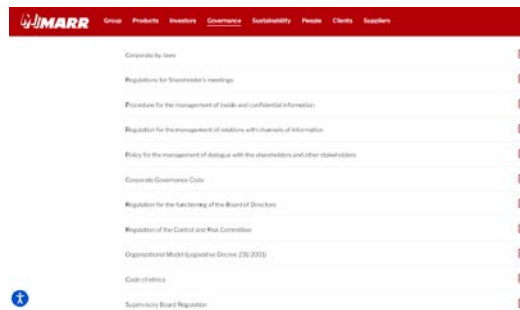 MARR
Group Products Investors Governance Sustainability People Clients Suppliers
Corporate by-laws
Regulations for Shareholder's meetings
Procedure for the management of inside and confidential information
Regulation for the management of relations with channels of information
Policy for the management of dialogue with the shareholders and other stakeholders
Corporate Governance Code
Regulation for the functioning of the Board of Directors
Regulation of the Control and Risk Committee
Organizational Model (Legislative Decree 231/2001)
Code of ethics
Supervisory Board Regulation